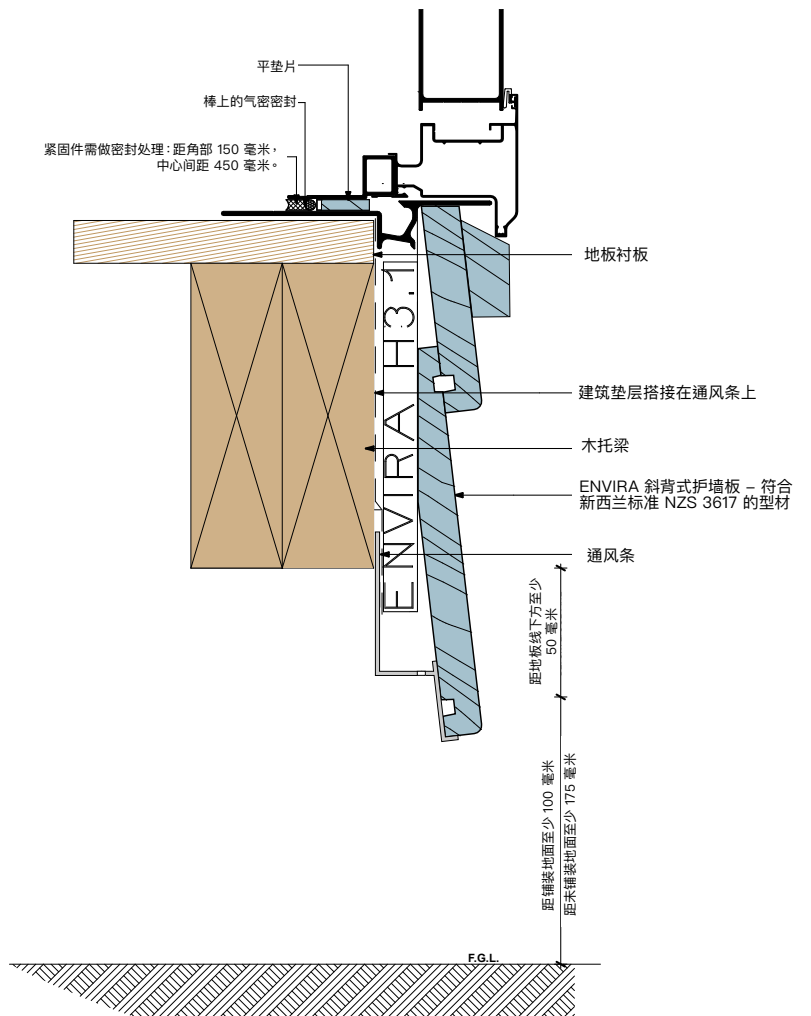 平垫片
棒上的气密密封
紧固件需做密封处理：距角部 150 毫米，
中心间距 450 毫米。
地板衬板
ENVIRA H3.1
建筑垫层搭接在通风条上
木托梁
ENVIRA 斜背式护墙板 – 符合
新西兰标准 NZS 3617 的型材
通风条
距地板线下方至少
50 毫米
距铺装地面至少 100 毫米
距未铺装地面至少 175 毫米
F.G.L.